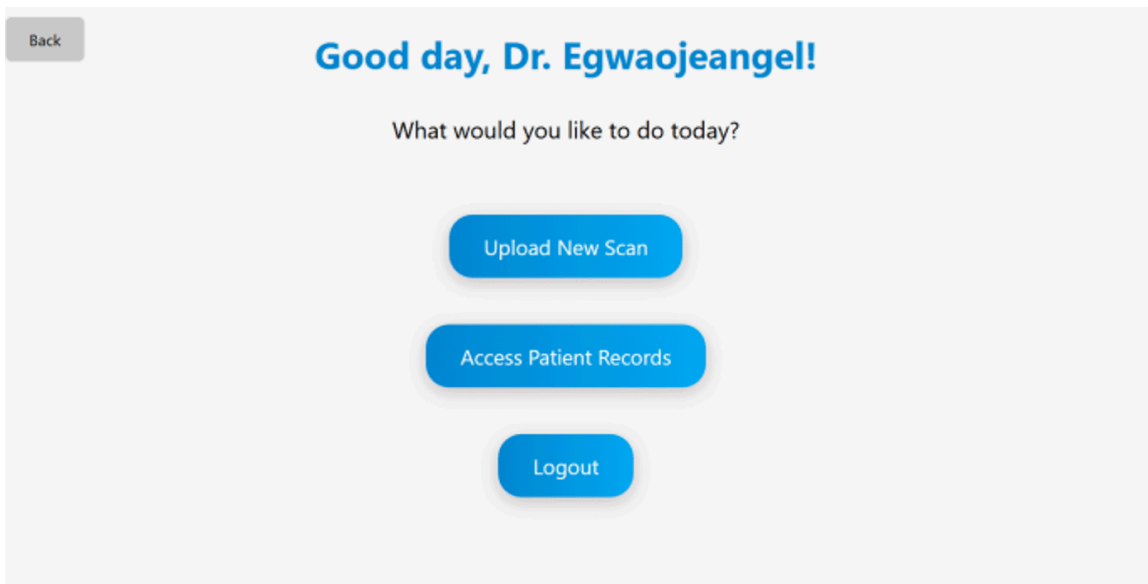 Back
Good day, Dr. Egwaojeangel!
What would you like to do today?
Upload New Scan
Access Patient Records
Logout